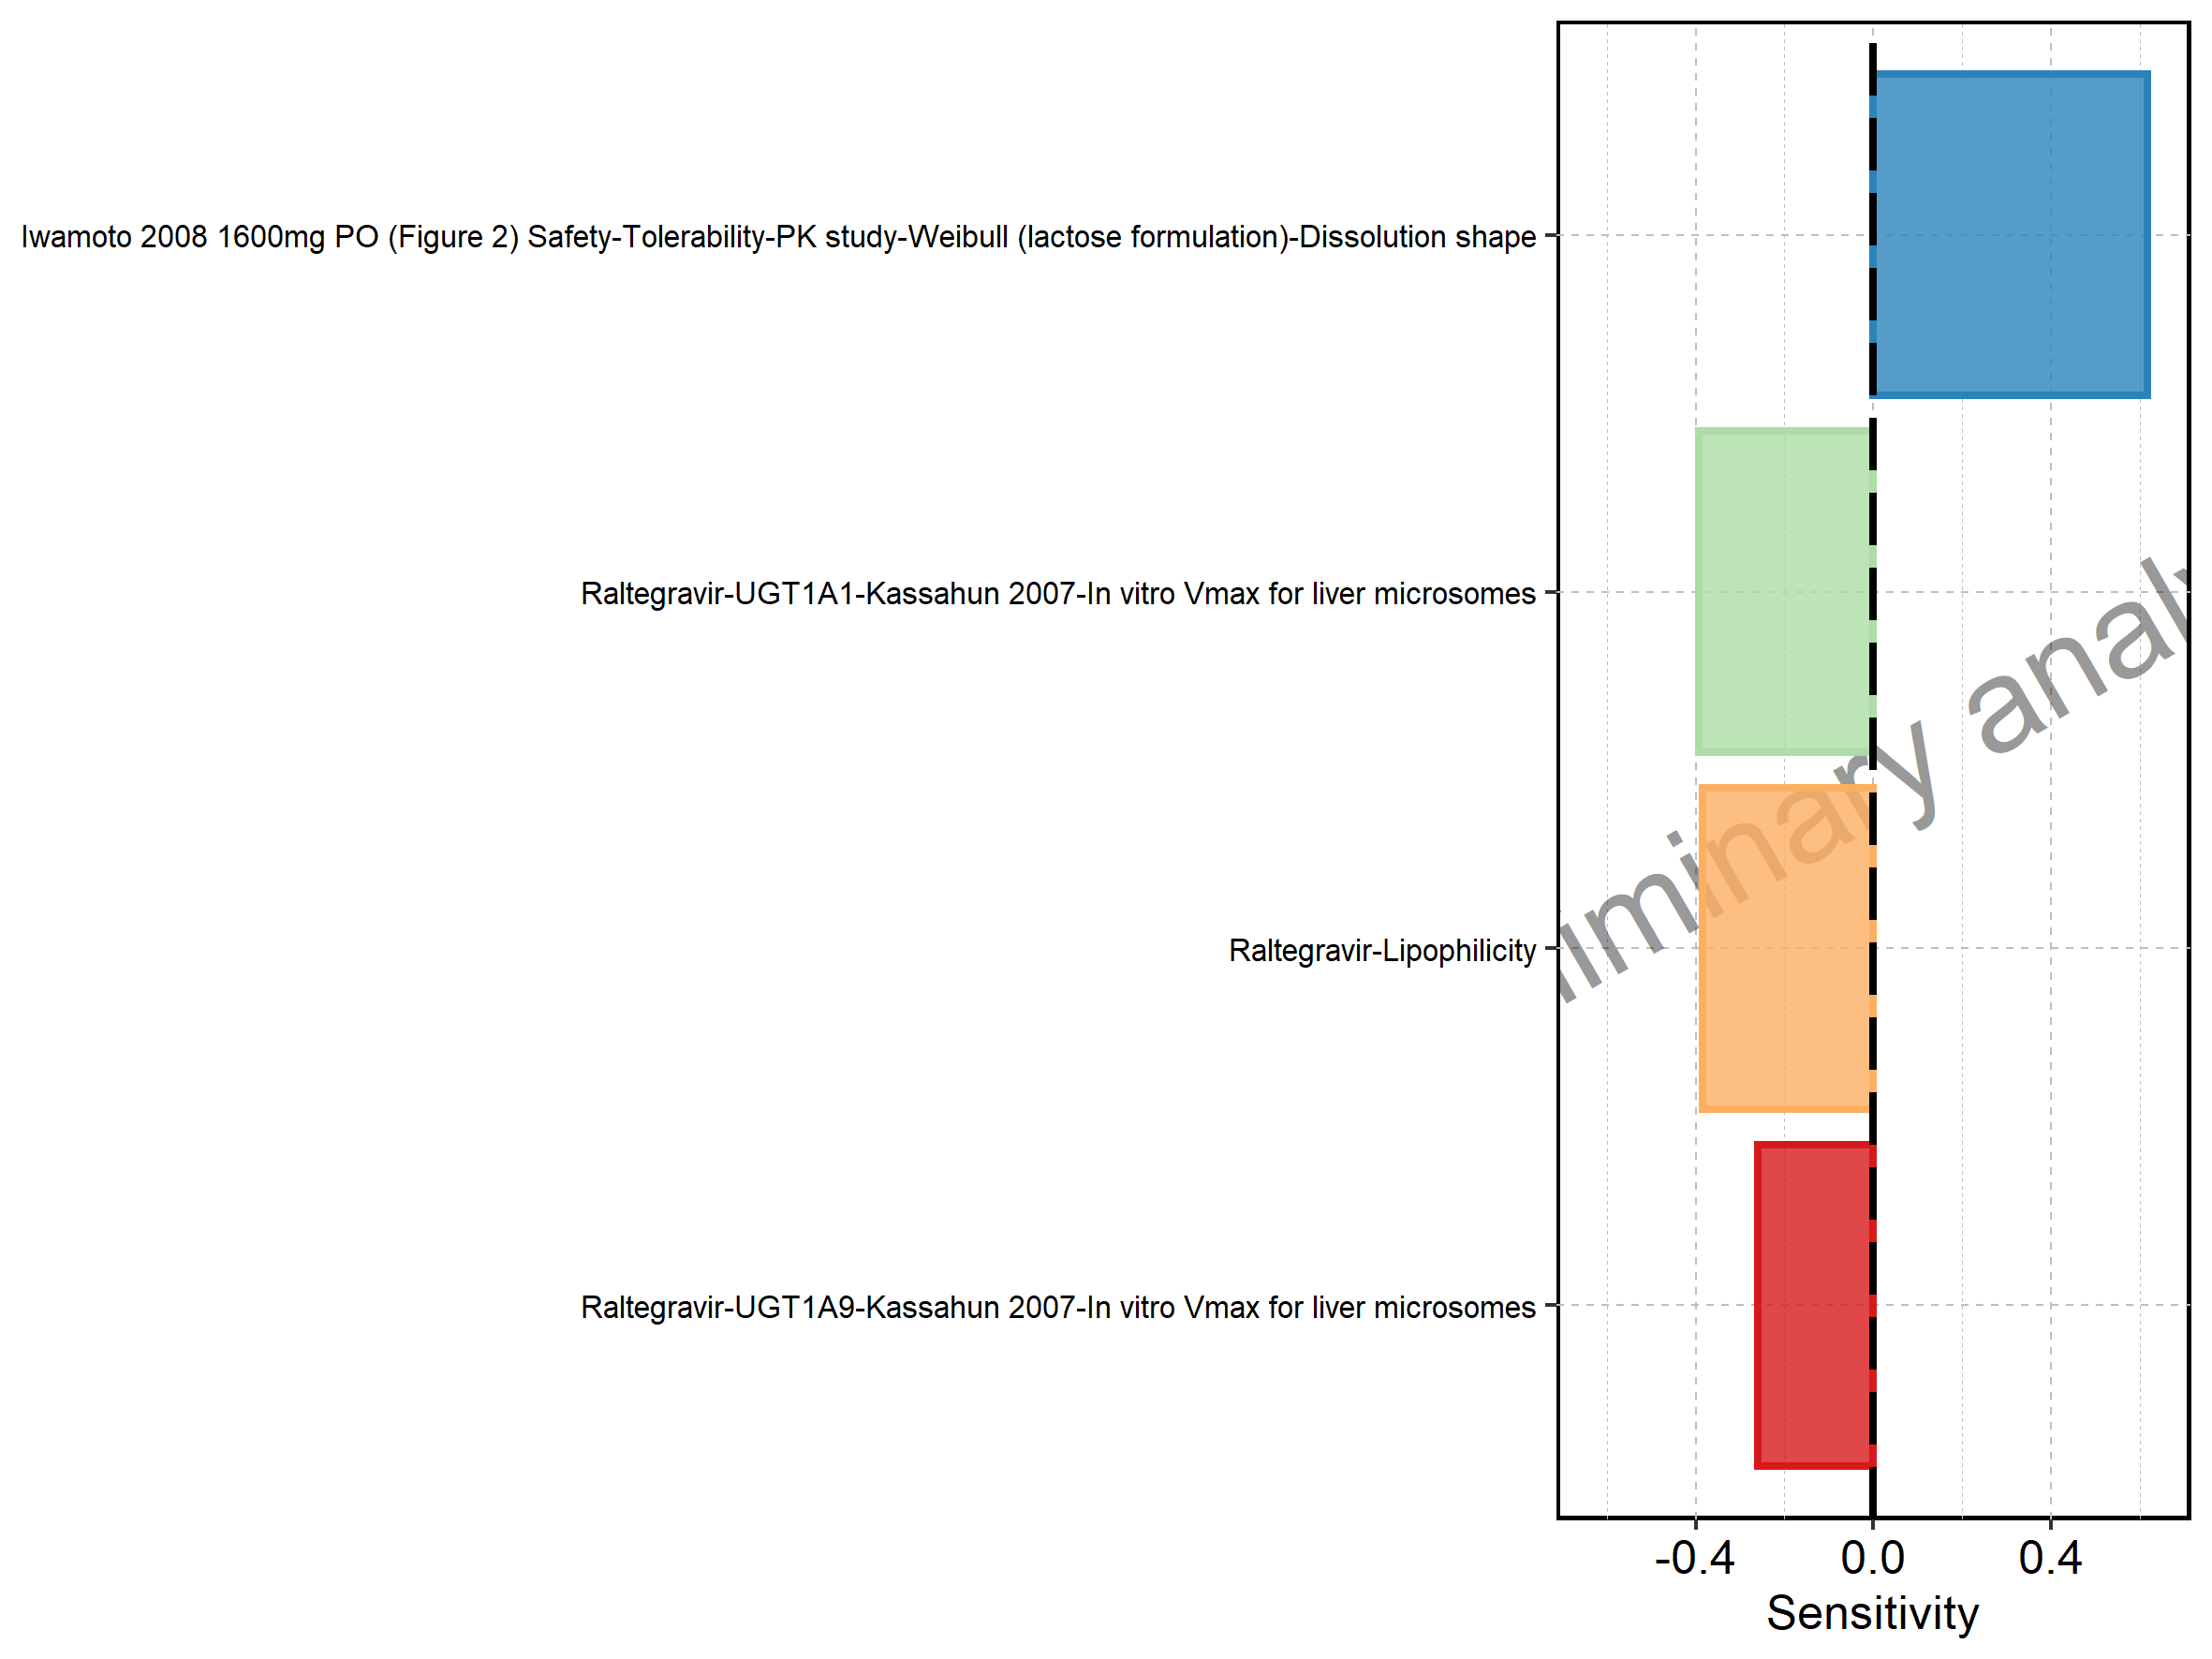 Iwamoto 2008 1600mg PO (Figure 2) Safety-Tolerability-PK study-Weibull (lactose formulation)-Dissolution shape
Raltegravir-UGT1A1-Kassahun 2007-In vitro Vmax for liver microsomes
Raltegravir-Lipophilicity
Raltegravir-UGT1A9-Kassahun 2007-In vitro Vmax for liver microsomes
-0.4 0.0 0.4
Sensitivity